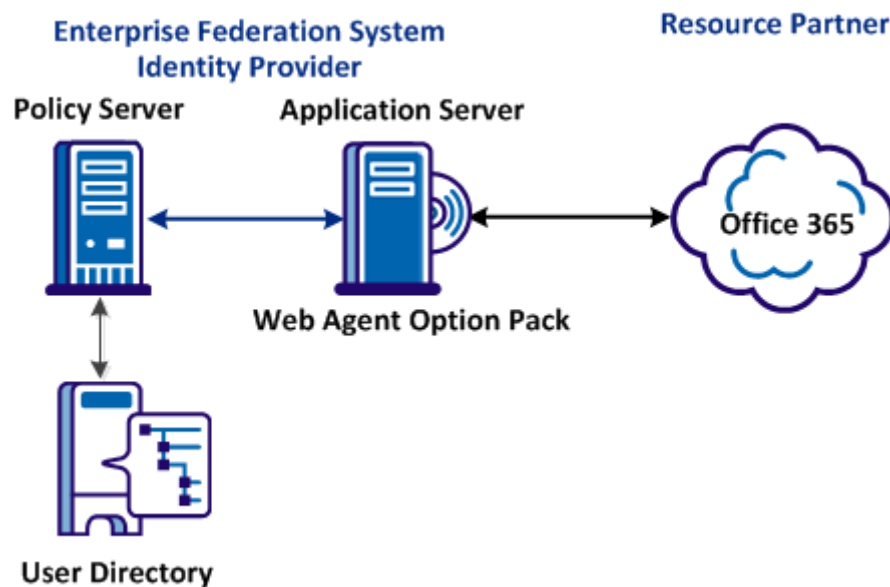 Enterprise Federation System
Identity Provider
Resource Partner
Policy Server
Application Server
Office 365
Web Agent Option Pack
User Directory